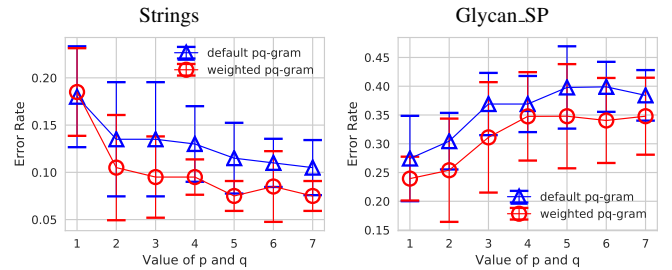 Strings
Error Rate
0.20
0.15
0.10
0.05
default pq-gram
weighted pq-gram
1 2 3 4 5 6 7
Value of p and q
Glycan_SP
Error Rate
0.45
0.40
0.35
0.30
0.25
0.20
0.15
default pq-gram
weighted pq-gram
1 2 3 4 5 6 7
Value of p and q